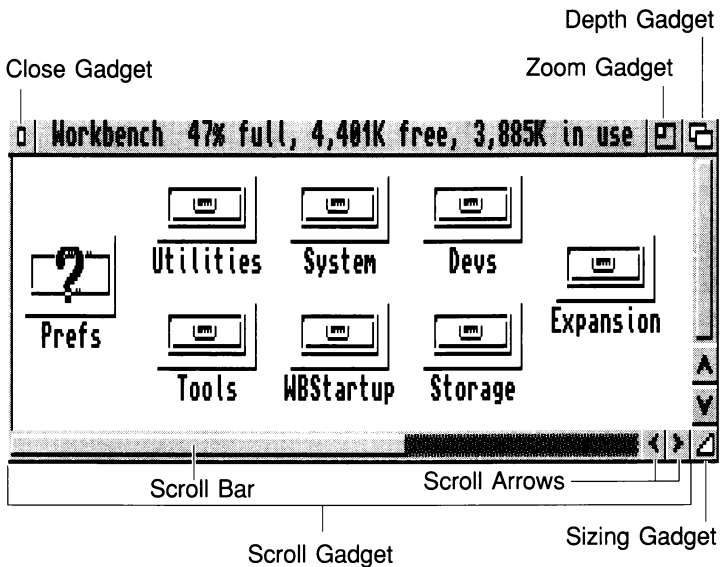 Depth Gadget
Close Gadget
Zoom Gadget
Workbench 47% full, 4,401K free, 3,885K in use
Utilities
System
Devs
Prefs
Expansion
Tools
WBStartup
Storage
Scroll Bar
Scroll Arrows
Sizing Gadget
Scroll Gadget